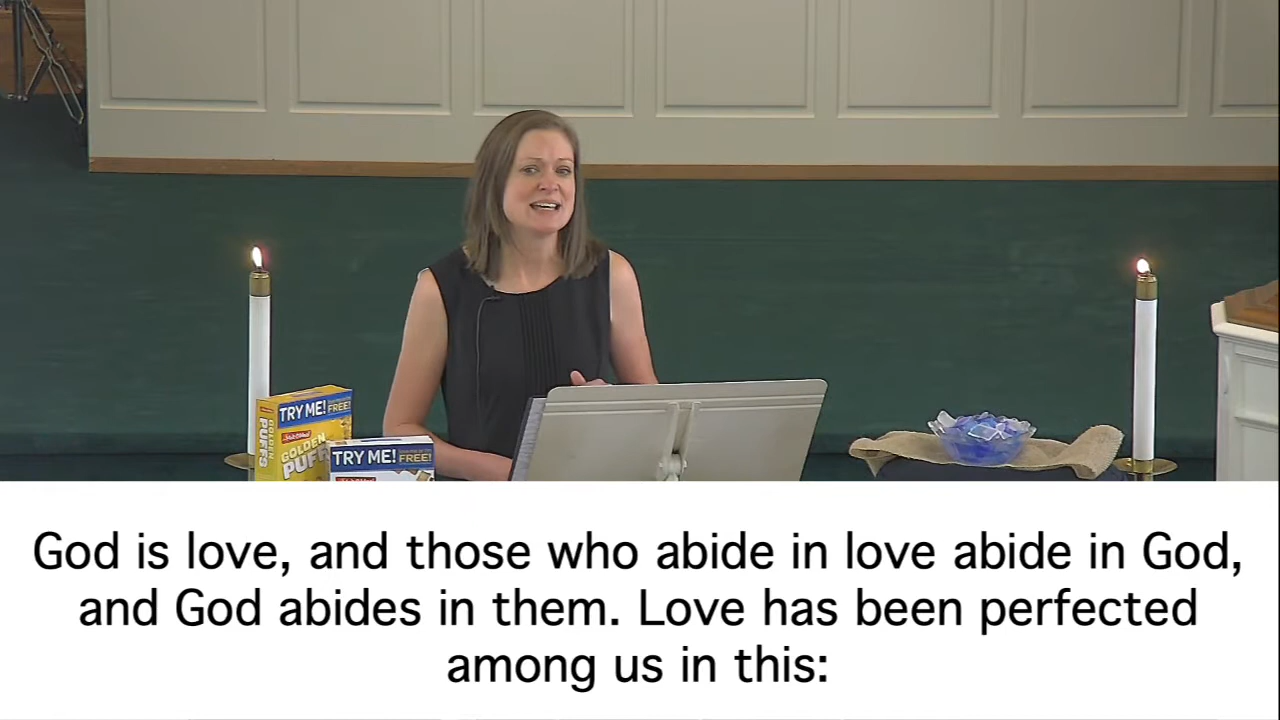 TRY ME!
FREE!
GOLDEN
PUFFS
GOLDEN
TRY ME!
FREE!
God is love, and those who abide in love abide in God,
and God abides in them. Love has been perfected
among us in this: